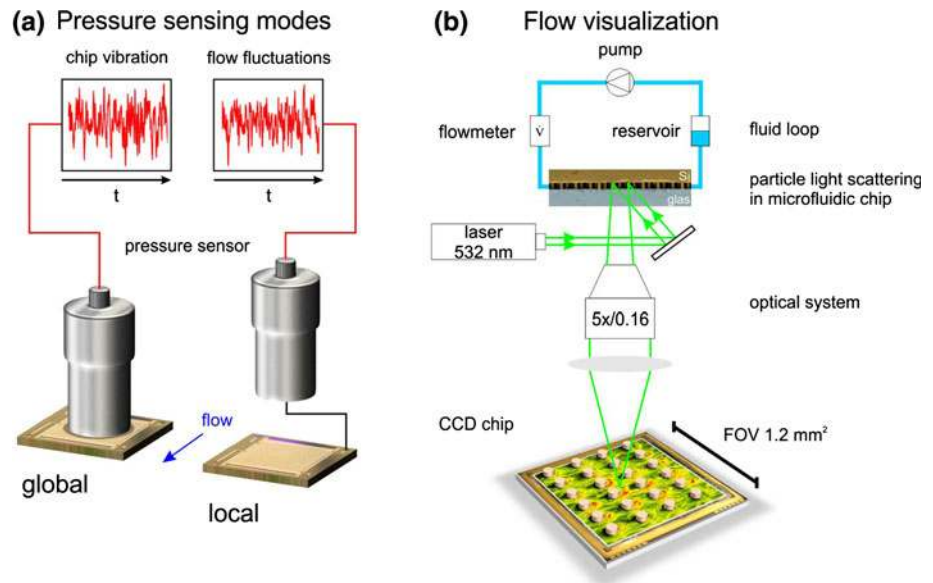 (a) Pressure sensing modes
chip vibration
flow fluctuations
t
t
pressure sensor
flow
global
local
(b) Flow visualization
pump
flowmeter
V̇
reservoir
fluid loop
Si
glas
particle light scattering
in microfluidic chip
laser
532 nm
optical system
5x/0.16
CCD chip
FOV 1.2 mm²